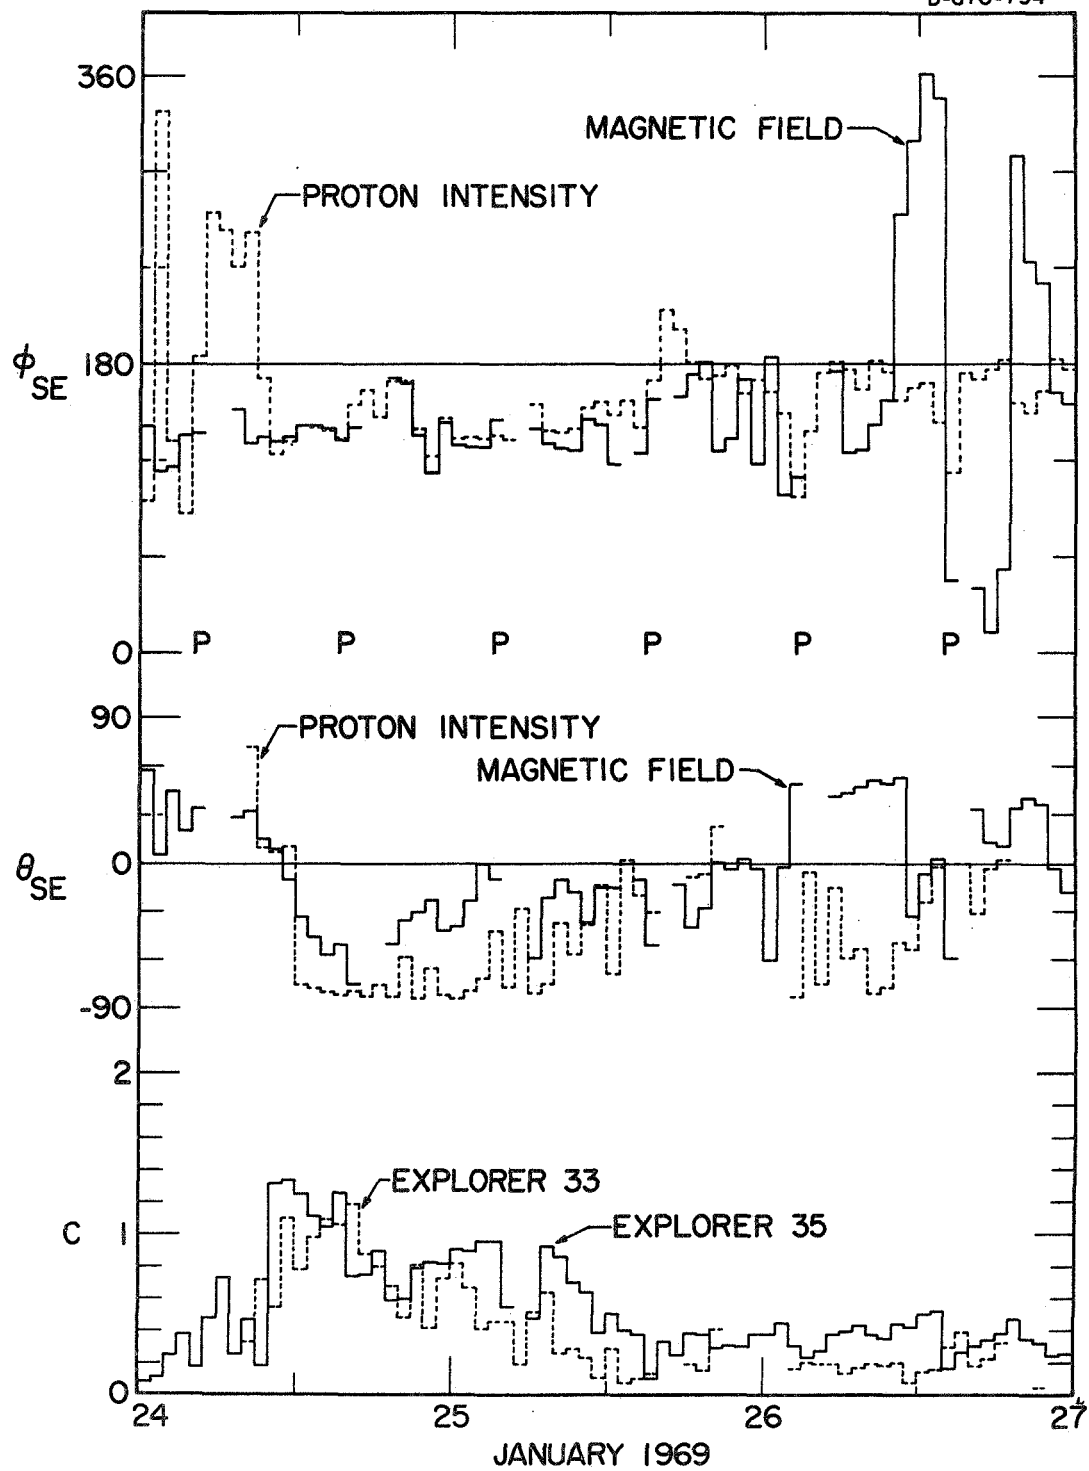 360
MAGNETIC FIELD
PROTON INTENSITY
ϕSE
180
P P P P P P
0
90
PROTON INTENSITY
MAGNETIC FIELD
θSE
0
-90
2
EXPLORER 33
C
1
EXPLORER 35
0
24 25 26 27
JANUARY 1969